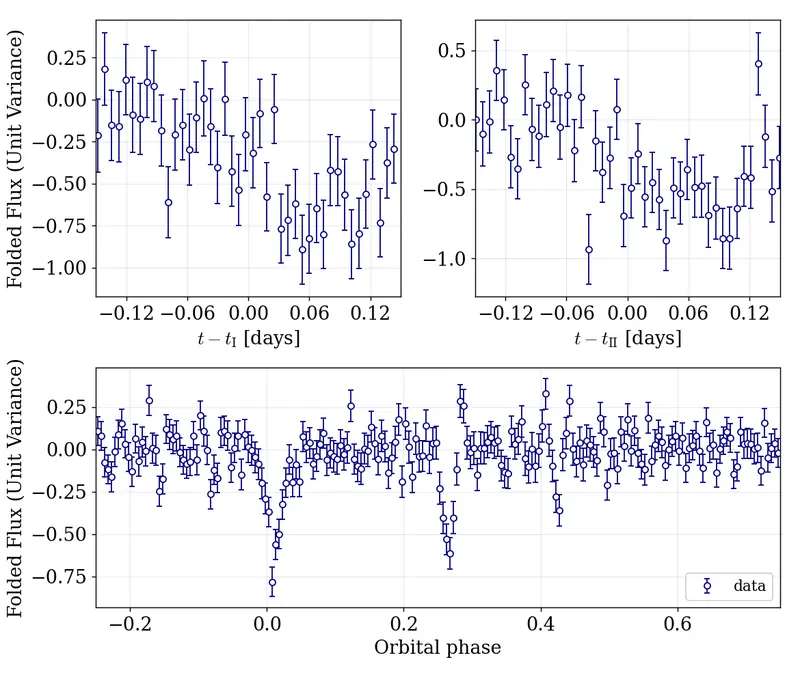 Folded Flux (Unit Variance)
0.25
0.00
−0.25
−0.50
−0.75
−1.00
−0.12 −0.06 0.00 0.06 0.12
t − tI [days]
0.5
0.0
−0.5
−1.0
−0.12 −0.06 0.00 0.06 0.12
t − tII [days]
Folded Flux (Unit Variance)
0.25
0.00
−0.25
−0.50
−0.75
−0.2 0.0 0.2 0.4 0.6
Orbital phase
data